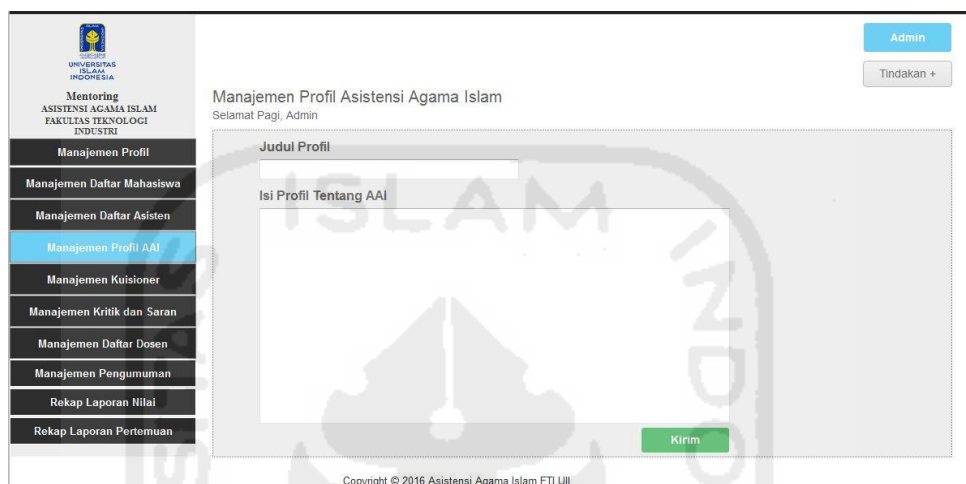 UNIVERSITAS
ISLAM
INDONESIA
Mentoring
ASISTENSI AGAMA ISLAM
FAKULTAS TEKNOLOGI
INDUSTRI
Manajemen Profil
Manajemen Daftar Mahasiswa
Manajemen Daftar Asisten
Manajemen Profil AAI
Manajemen Kuisioner
Manajemen Kritik dan Saran
Manajemen Daftar Dosen
Manajemen Pengumuman
Rekap Laporan Nilai
Rekap Laporan Pertemuan
Admin
Tindakan +
Manajemen Profil Asistensi Agama Islam
Selamat Pagi, Admin
Judul Profil
Isi Profil Tentang AAI
Kirim
Copyright © 2016 Asistensi Agama Islam FTI UII
ISLAM
INDO
SITAS